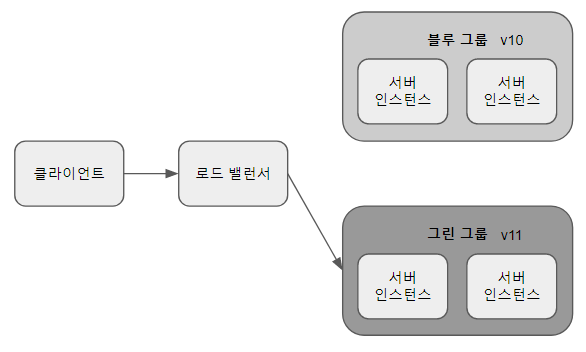 블루 그룹 v10
서버 서버
인스턴스 인스턴스
클라이언트 로드 밸런서
그린 그룹 v11
서버 서버
인스턴스 인스턴스